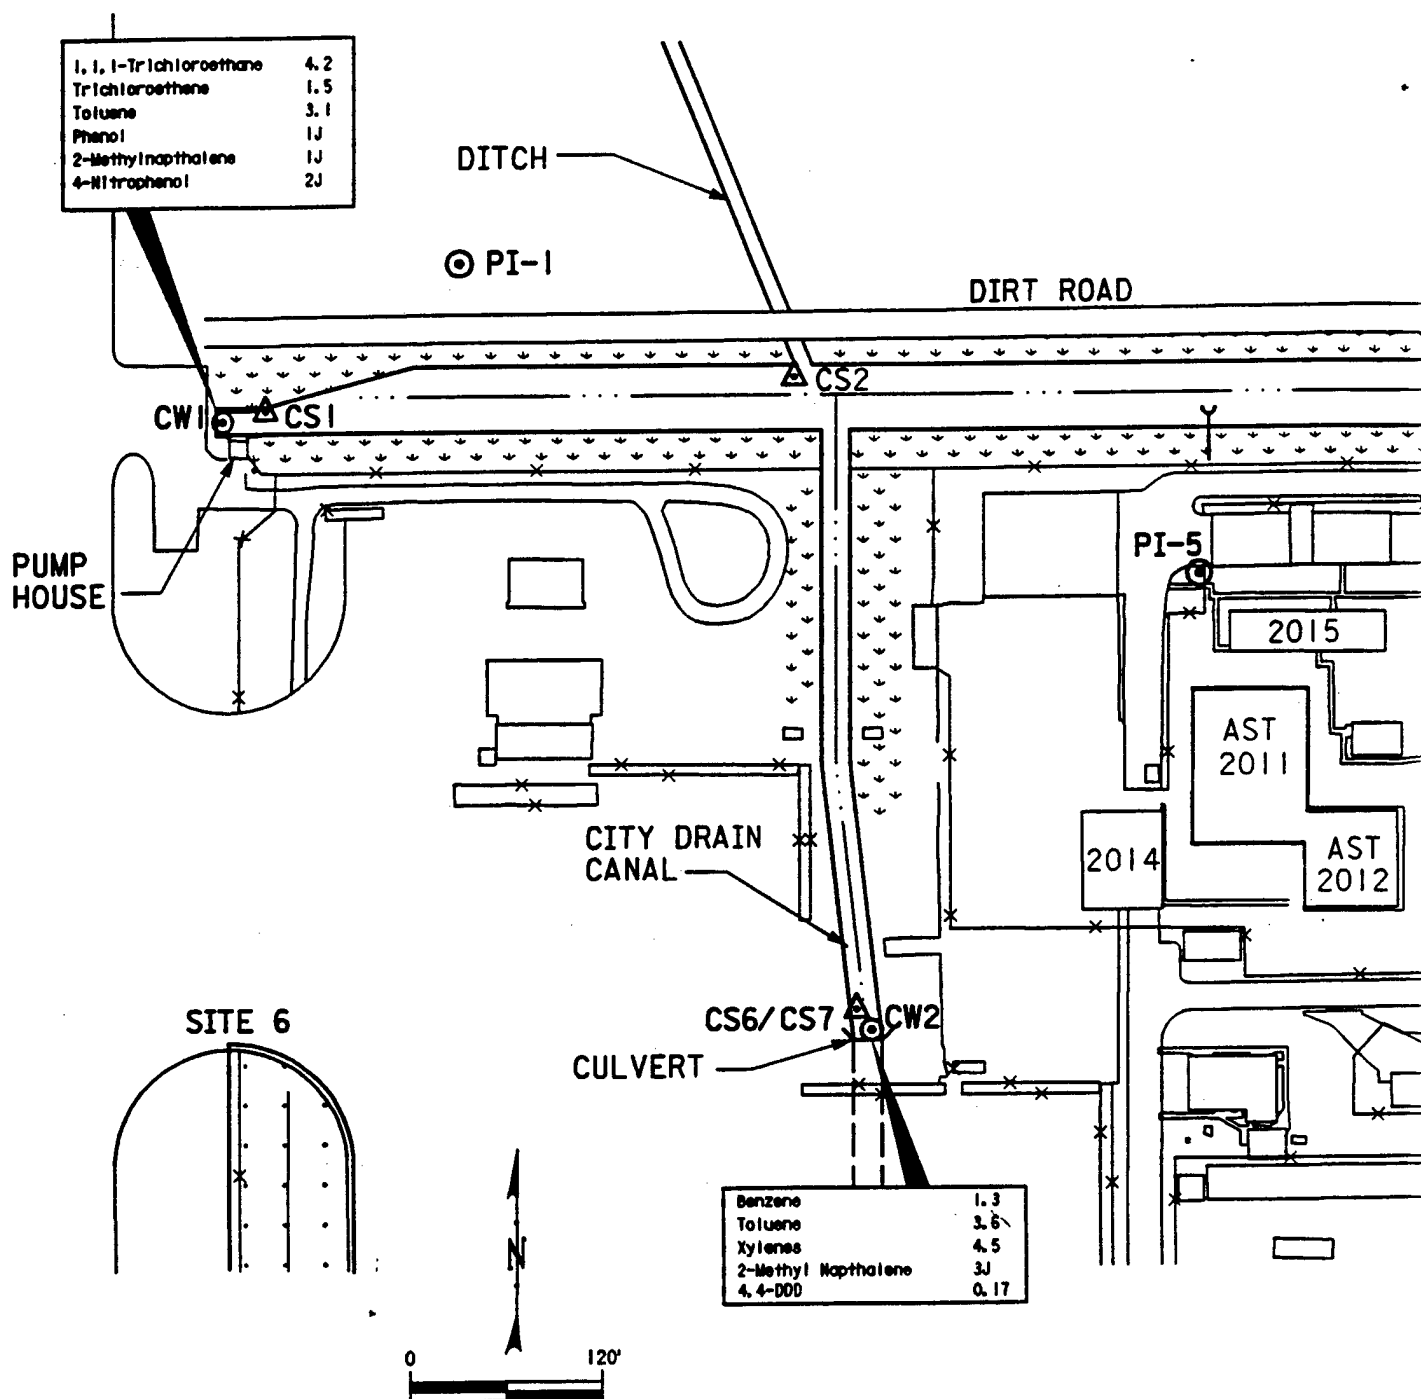 1,1,1-Trichloroethane 4.2
Trichloroethene 1.5
Toluene 3.1
Phenol 1J
2-Methylnapthalene 1J
4-Nitrophenol 2J
DITCH
PI-1
DIRT ROAD
CS2
CW1
CS1
PI-5
PUMP
HOUSE
2015
AST
2011
CITY DRAIN
CANAL
2014
AST
2012
SITE 6
CS6/CS7
CW2
CULVERT
Benzene 1.3
Toluene 3.6
Xylenes 4.5
2-Methyl Napthalene 3J
4,4-DDD 0.17
N
0 120'